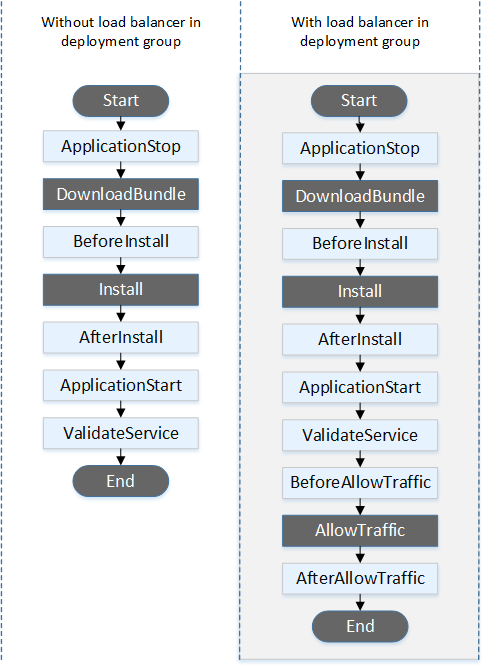 Without load balancer in
deployment group
Start
ApplicationStop
DownloadBundle
BeforeInstall
Install
AfterInstall
ApplicationStart
ValidateService
End
With load balancer in
deployment group
Start
ApplicationStop
DownloadBundle
BeforeInstall
Install
AfterInstall
ApplicationStart
ValidateService
BeforeAllowTraffic
AllowTraffic
AfterAllowTraffic
End